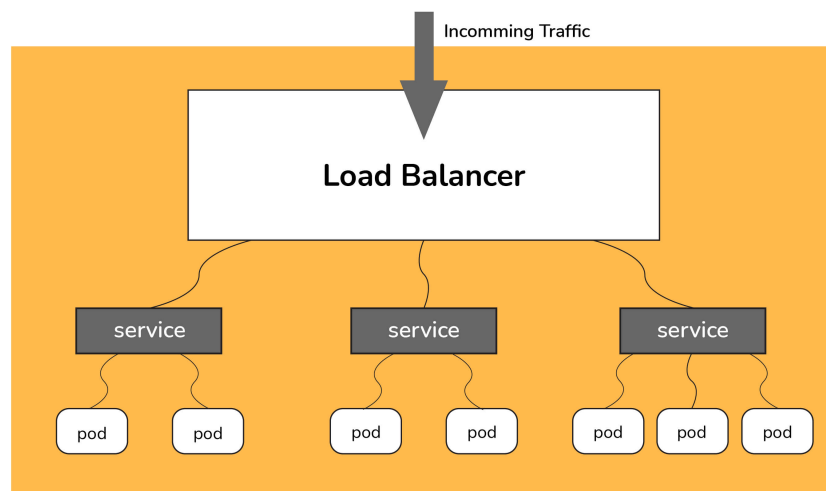 Incomming Traffic
Load Balancer
service
service
service
pod
pod
pod
pod
pod
pod
pod